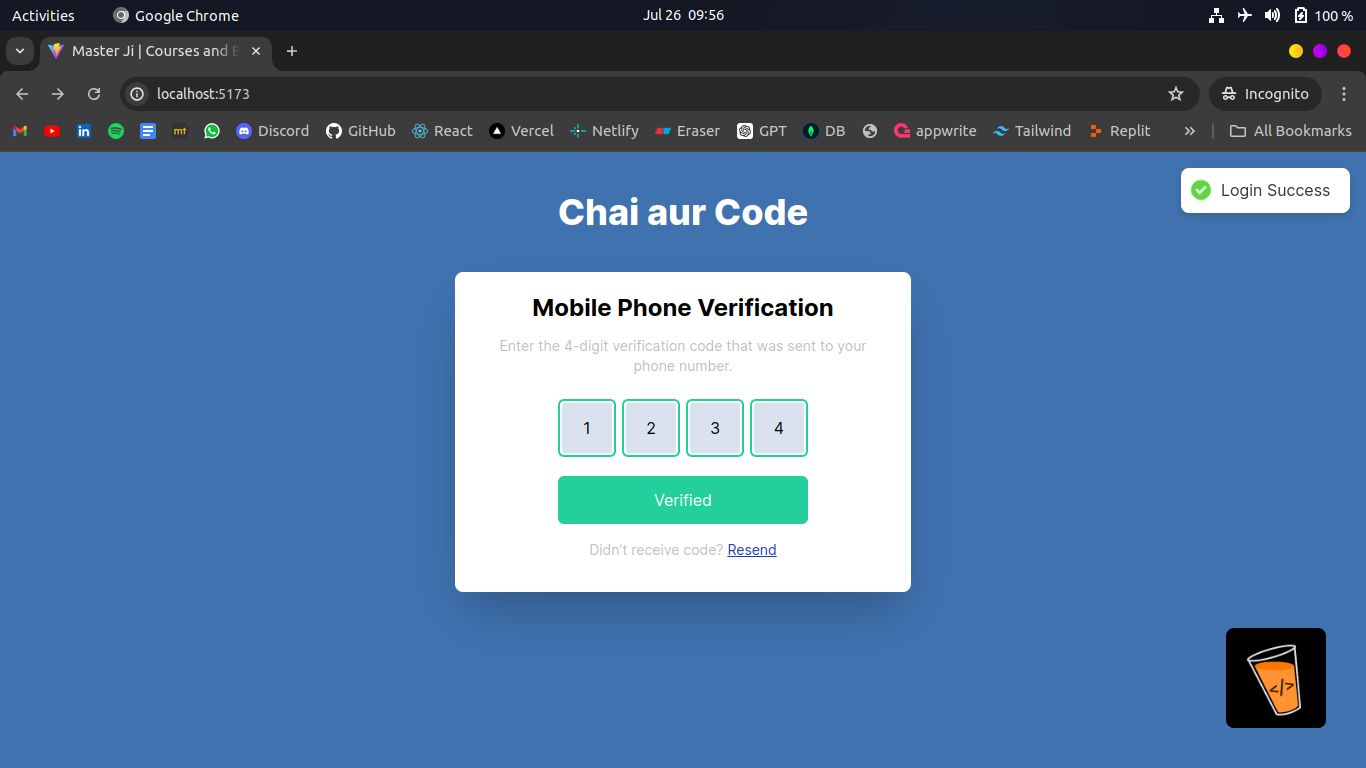 Activities Google Chrome Jul 26 09:56 100 %
Master Ji | Courses and
localhost:5173 Incognito
mt Discord GitHub React Vercel Netlify Eraser GPT DB appwrite Tailwind Replit » All Bookmarks
Login Success
Chai aur Code
Mobile Phone Verification
Enter the 4-digit verification code that was sent to your
phone number.
1 2 3 4
Verified
Didn't receive code? Resend
</>